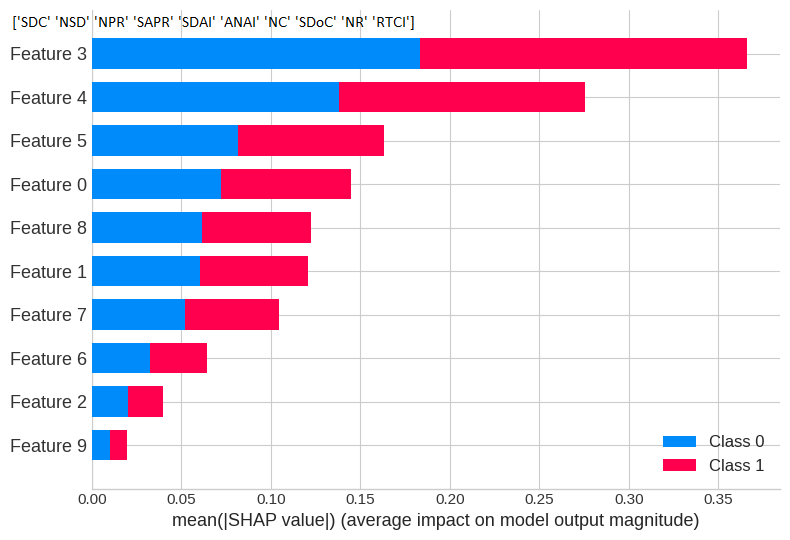 ['SDC' 'NSD' 'NPR' 'SAPR' 'SDAI' 'ANAI' 'NC' 'SDoC' 'NR' 'RTCI']
Feature 3
Feature 4
Feature 5
Feature 0
Feature 8
Feature 1
Feature 7
Feature 6
Feature 2
Feature 9
Class 0
Class 1
0.00 0.05 0.10 0.15 0.20 0.25 0.30 0.35
mean(|SHAP value|) (average impact on model output magnitude)